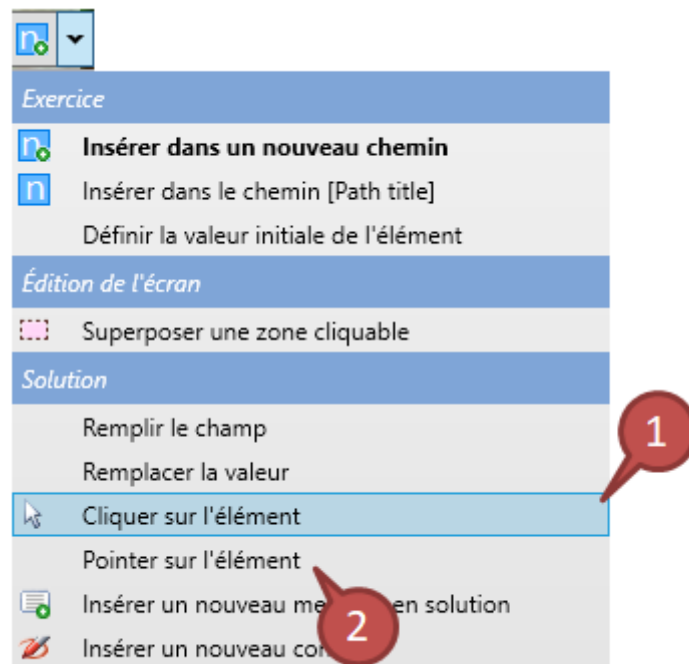 n
Exercice
Insérer dans un nouveau chemin
n
Insérer dans le chemin [Path title]
Définir la valeur initiale de l'élément
Édition de l'écran
Superposer une zone cliquable
Solution
Remplir le champ
1
Remplacer la valeur
Cliquer sur l'élément
Pointer sur l'élément
Insérer un nouveau en solution
2
Insérer un nouveau